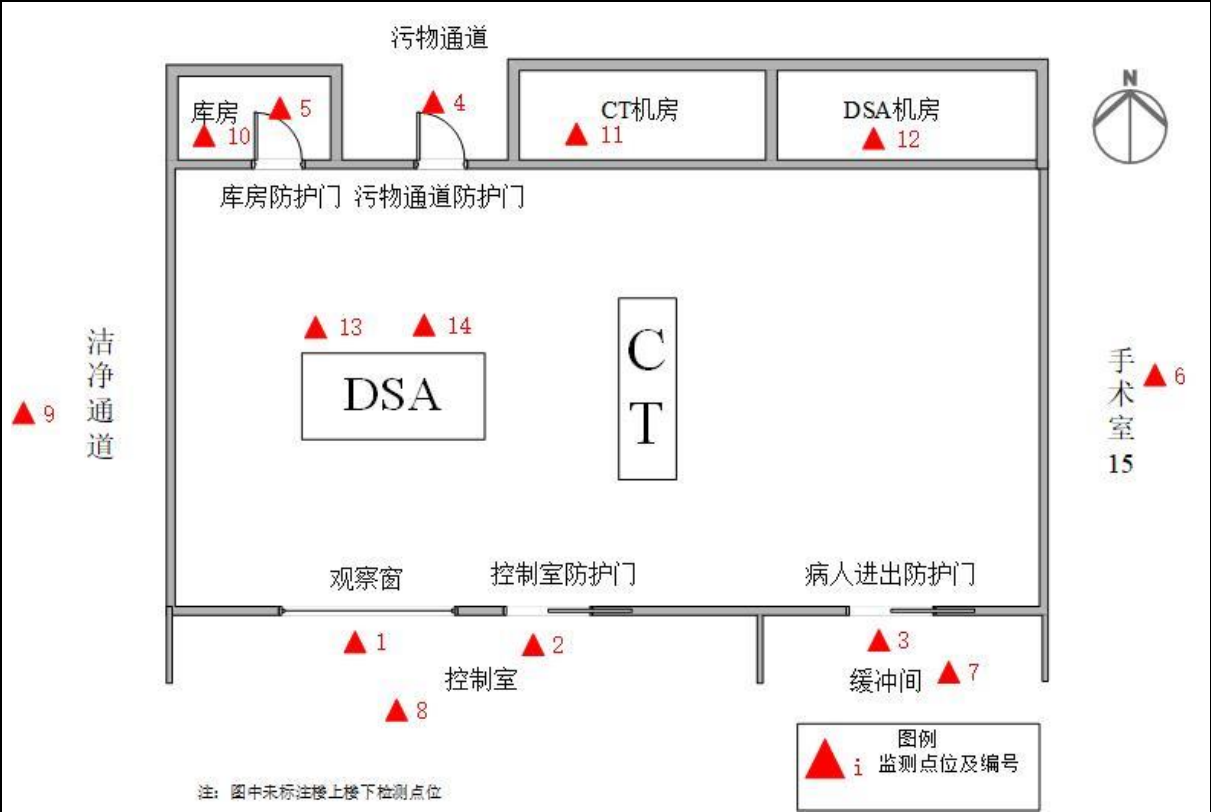 污物通道
N
库房
5
4
10
CT机房
11
DSA机房
12
库房防护门
污物通道防护门
13
14
DSA
C
T
洁净通道
9
手术室
15
6
观察窗
控制室防护门
病人进出防护门
1
2
3
控制室
缓冲间
7
8
图例
i 监测点位及编号
注：图中未标注楼上楼下检测点位